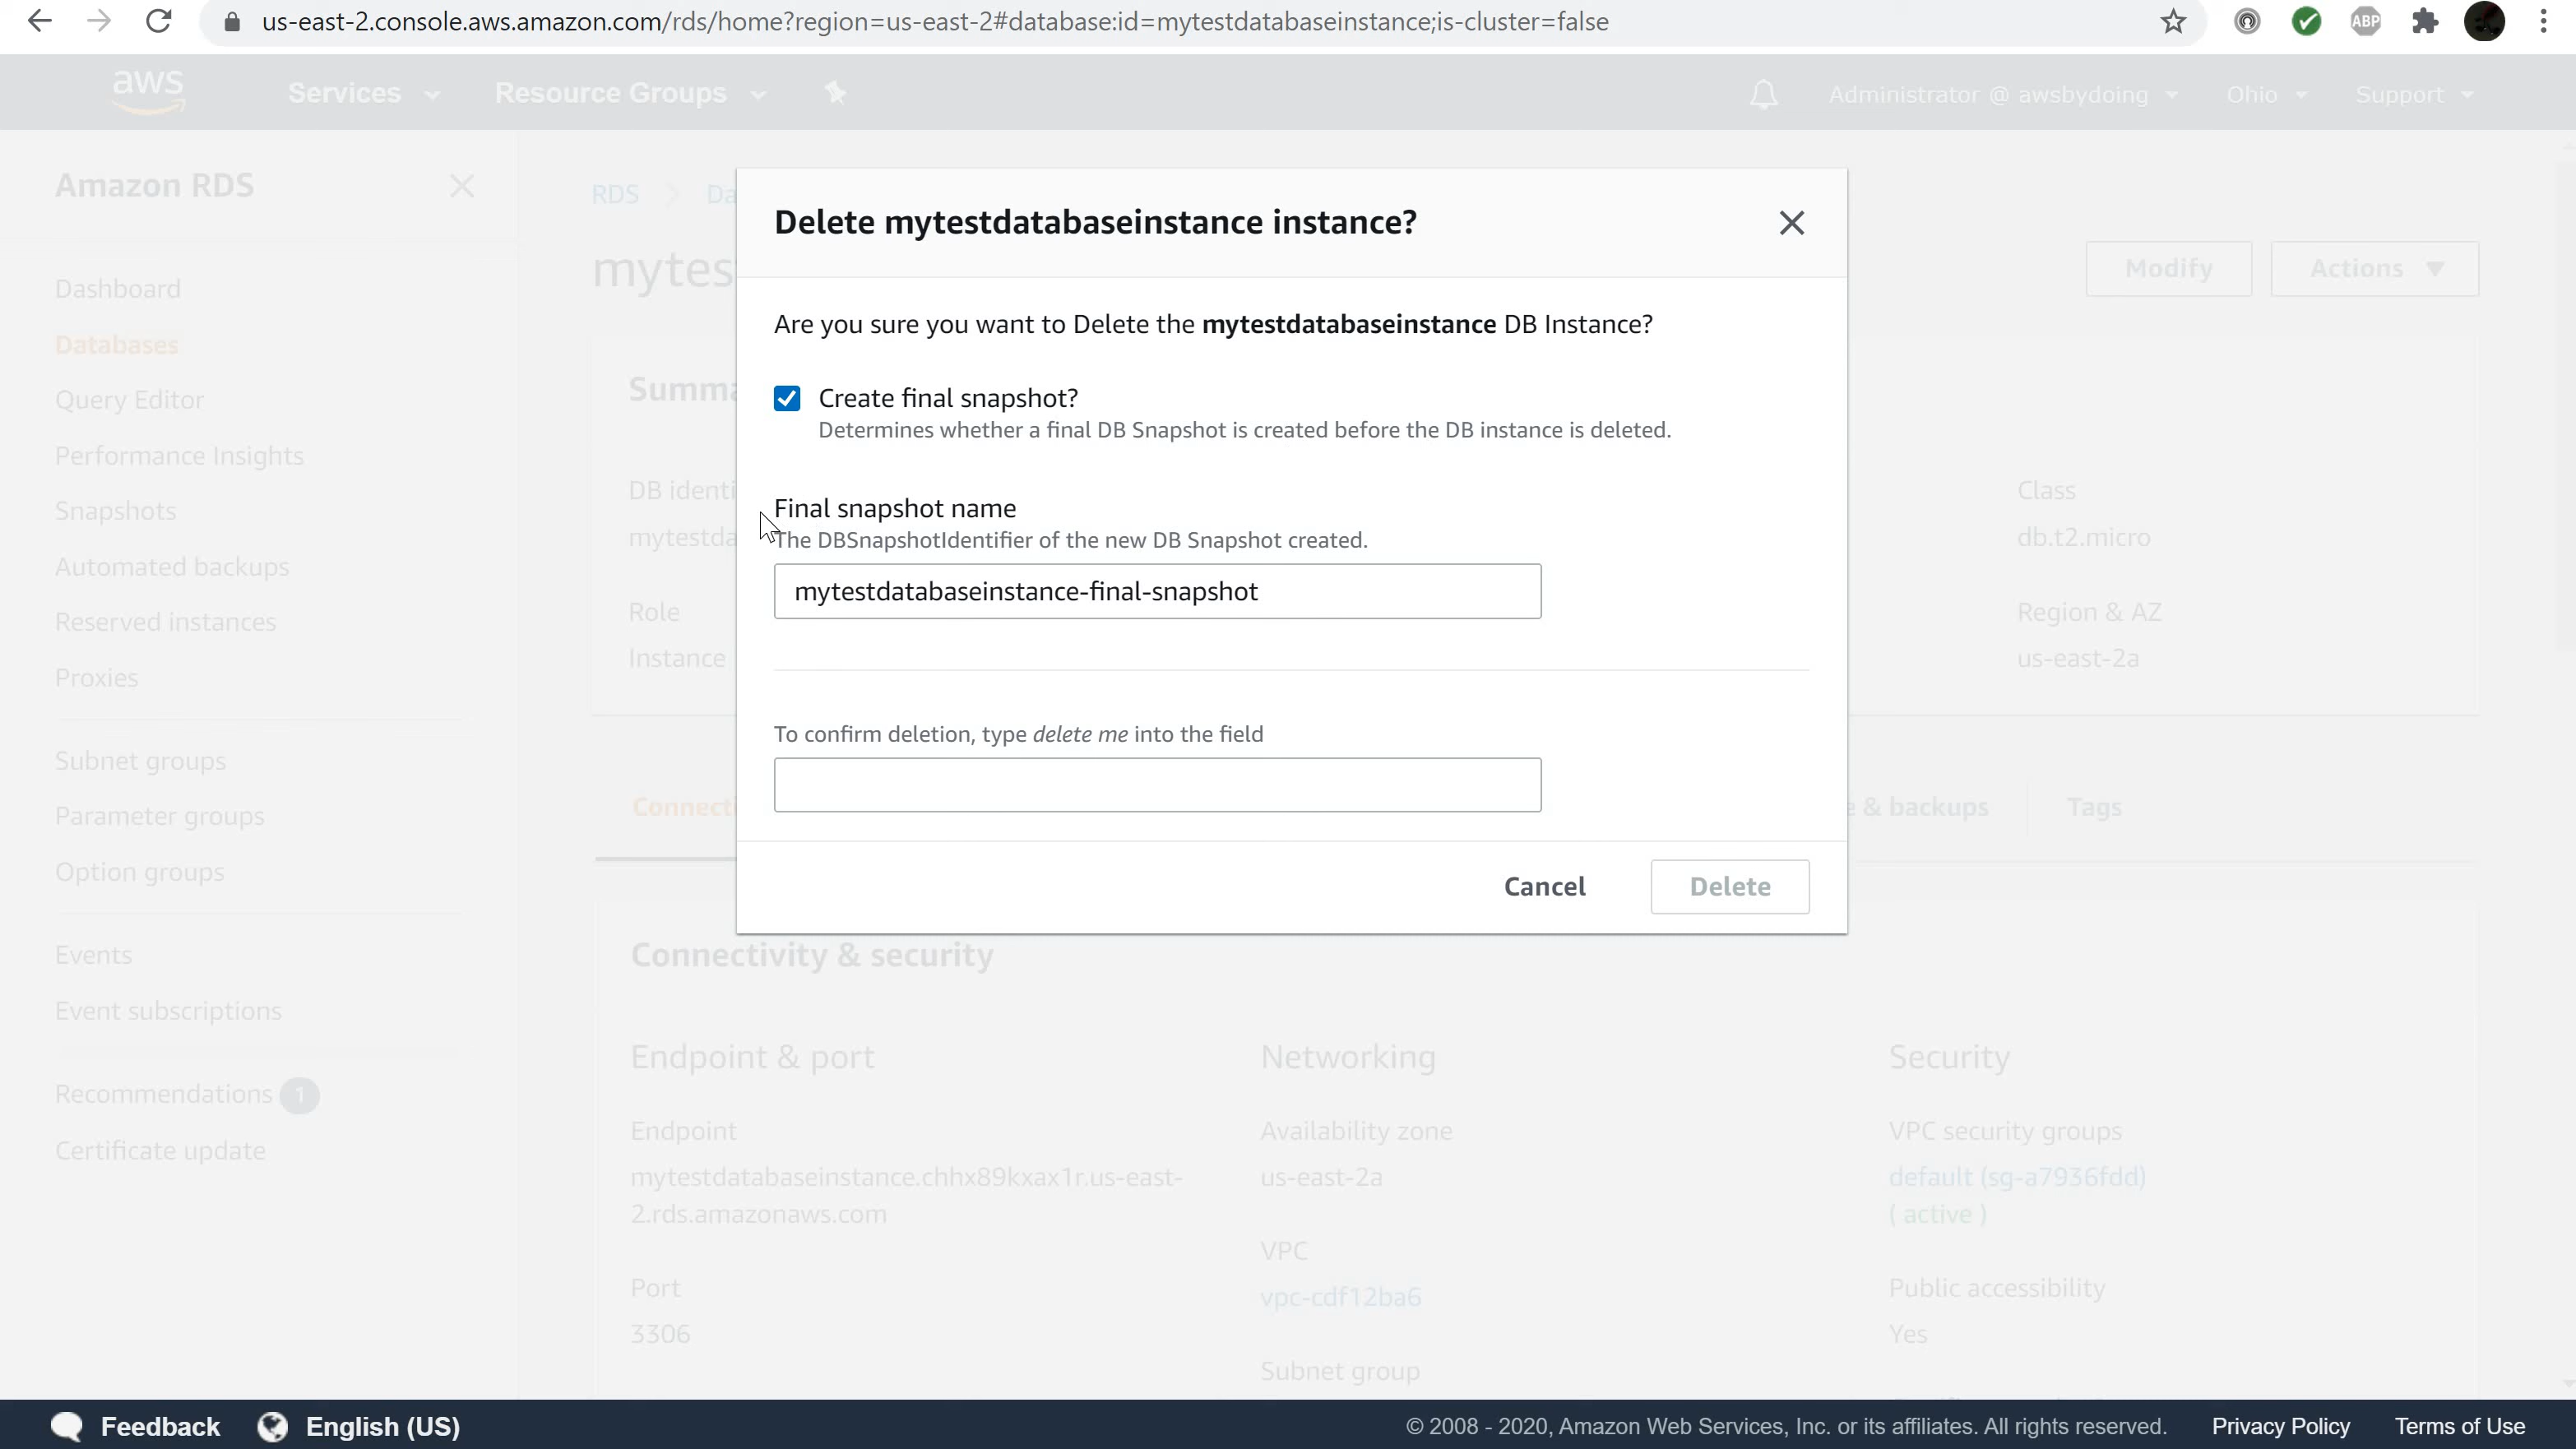 us-east-2.console.aws.amazon.com/rds/home?region=us-east-2#database:id=mytestdatabaseinstance;is-cluster=false
ABP
aws
Services
Resource Groups
Administrator @ awsbydoing
Ohio
Support
Amazon RDS
Dashboard
Databases
Query Editor
Performance Insights
Snapshots
Automated backups
Reserved instances
Proxies
Subnet groups
Parameter groups
Option groups
Events
Event subscriptions
Recommendations 1
Certificate update
RDS
Da
mytes
Modify
Actions
Summa
DB identi
mytestda
Role
Instance
Class
db.t2.micro
Region & AZ
us-east-2a
Delete mytestdatabaseinstance instance?
Are you sure you want to Delete the mytestdatabaseinstance DB Instance?
Create final snapshot?
Determines whether a final DB Snapshot is created before the DB instance is deleted.
Final snapshot name
The DBSnapshotIdentifier of the new DB Snapshot created.
mytestdatabaseinstance-final-snapshot
To confirm deletion, type delete me into the field
Cancel
Delete
Connecti
e & backups
Tags
Connectivity & security
Endpoint & port
Endpoint
mytestdatabaseinstance.chhx89kxax1r.us-east-
2.rds.amazonaws.com
Port
3306
Networking
Availability zone
us-east-2a
VPC
vpc-cdf12ba6
Subnet group
Security
VPC security groups
default (sg-a7936fdd)
( active )
Public accessibility
Yes
Feedback
English (US)
© 2008 - 2020, Amazon Web Services, Inc. or its affiliates. All rights reserved.
Privacy Policy
Terms of Use